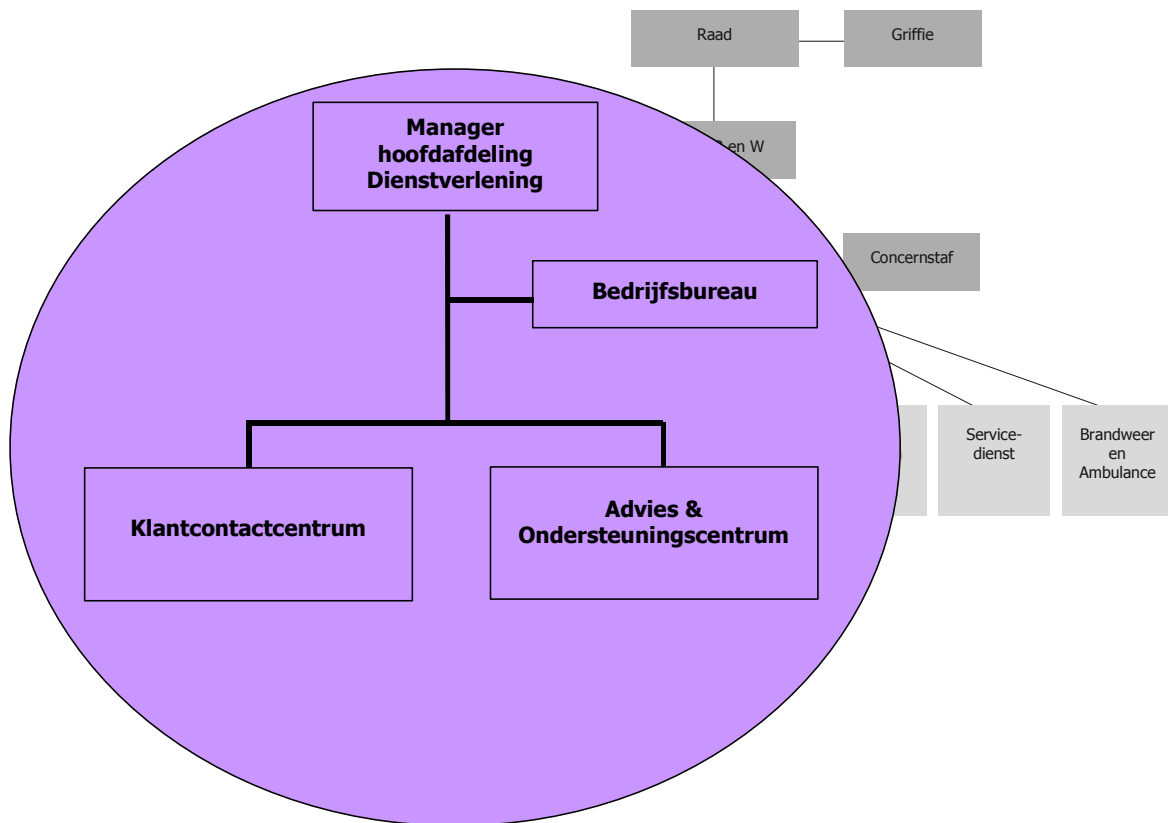 Raad
Griffie
Manager
hoofdafdeling
Dienstverlening
en W
Concernstaf
Bedrijfsbureau
Service-
dienst
Brandweer
en
Ambulance
Klantcontactcentrum
Advies &
Ondersteuningscentrum